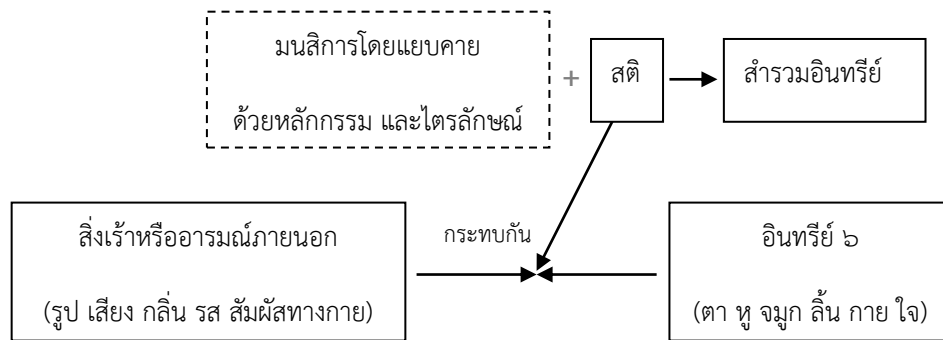 มนสิการโดยแยบคาย
ด้วยหลักกรรม และไตรลักษณ์
+
สติ
สำรวมอินทรีย์
สิ่งเร้าหรืออารมณ์ภายนอก
(รูป เสียง กลิ่น รส สัมผัสทางกาย)
กระทบกัน
อินทรีย์ ๖
(ตา หู จมูก ลิ้น กาย ใจ)